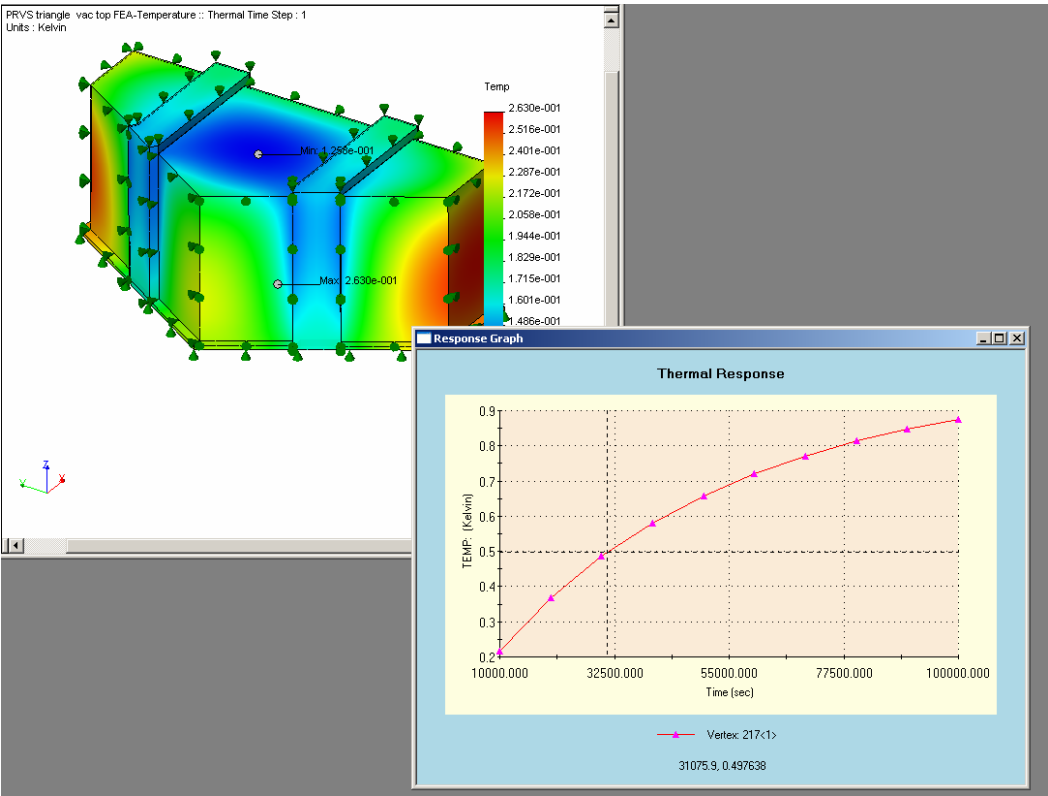 PRVS triangle vac top FEA-Temperature :: Thermal Time Step : 1
Units : Kelvin
Temp
2.630e-001
2.516e-001
2.401e-001
2.287e-001
2.172e-001
2.058e-001
1.944e-001
1.829e-001
1.715e-001
1.601e-001
1.486e-001
Min: 1.258e-001
Max: 2.630e-001
Z
Y
X
Response Graph
Thermal Response
TEMP: (Kelvin)
0.9
0.8
0.7
0.6
0.5
0.4
0.3
0.2
10000.000 32500.000 55000.000 77500.000 100000.000
Time (sec)
Vertex: 217<1>
31075.9, 0.497638